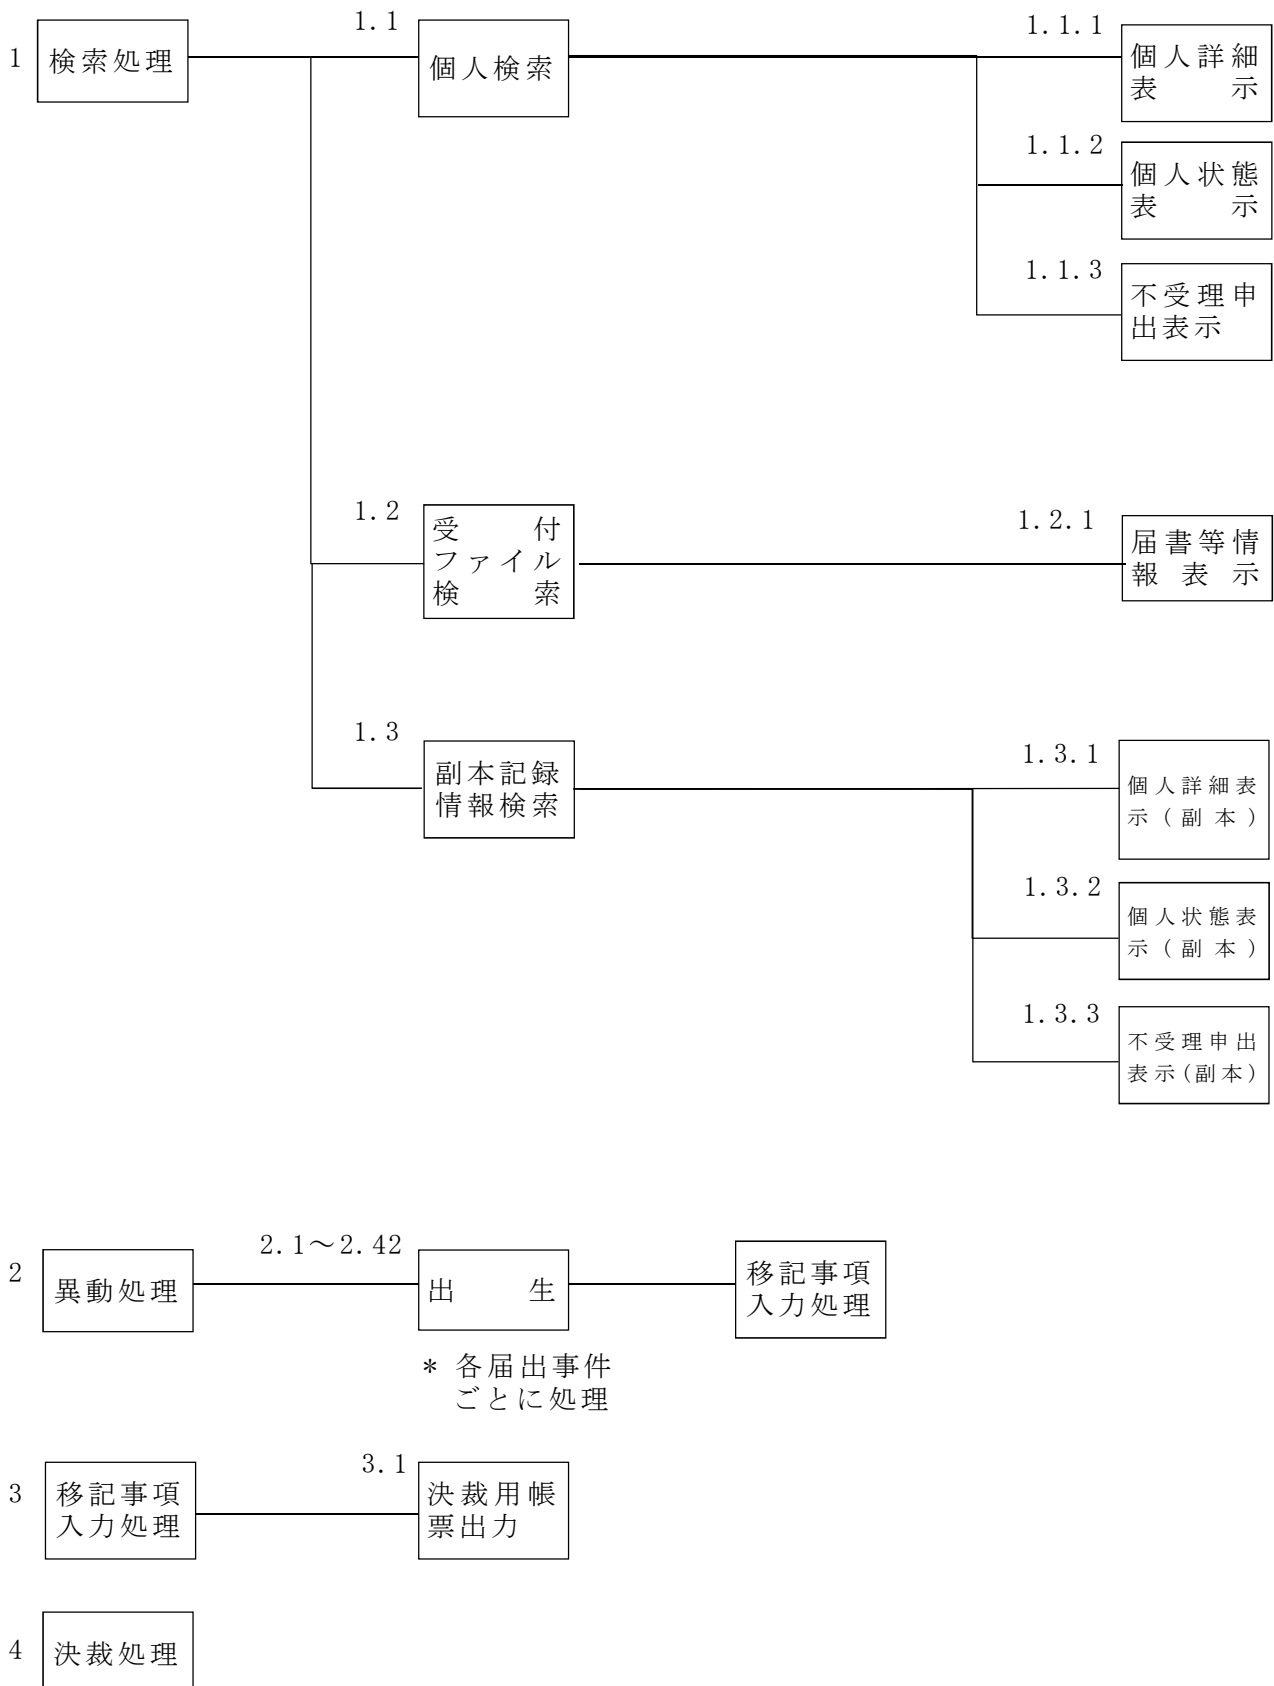 1
検索処理
1.1
個人検索
1.1.1
個人詳細
表示
1.1.2
個人状態
表示
1.1.3
不受理申
出表示
1.2
受付
ファイル
検索
1.2.1
届書等情
報表示
1.3
副本記録
情報検索
1.3.1
個人詳細表
示(副本)
1.3.2
個人状態表
示(副本)
1.3.3
不受理申出
表示(副本)
2
異動処理
2.1～2.42
出生
移記事項
入力処理
* 各届出事件
ごとに処理
3
移記事項
入力処理
3.1
決裁用帳
票出力
4
決裁処理